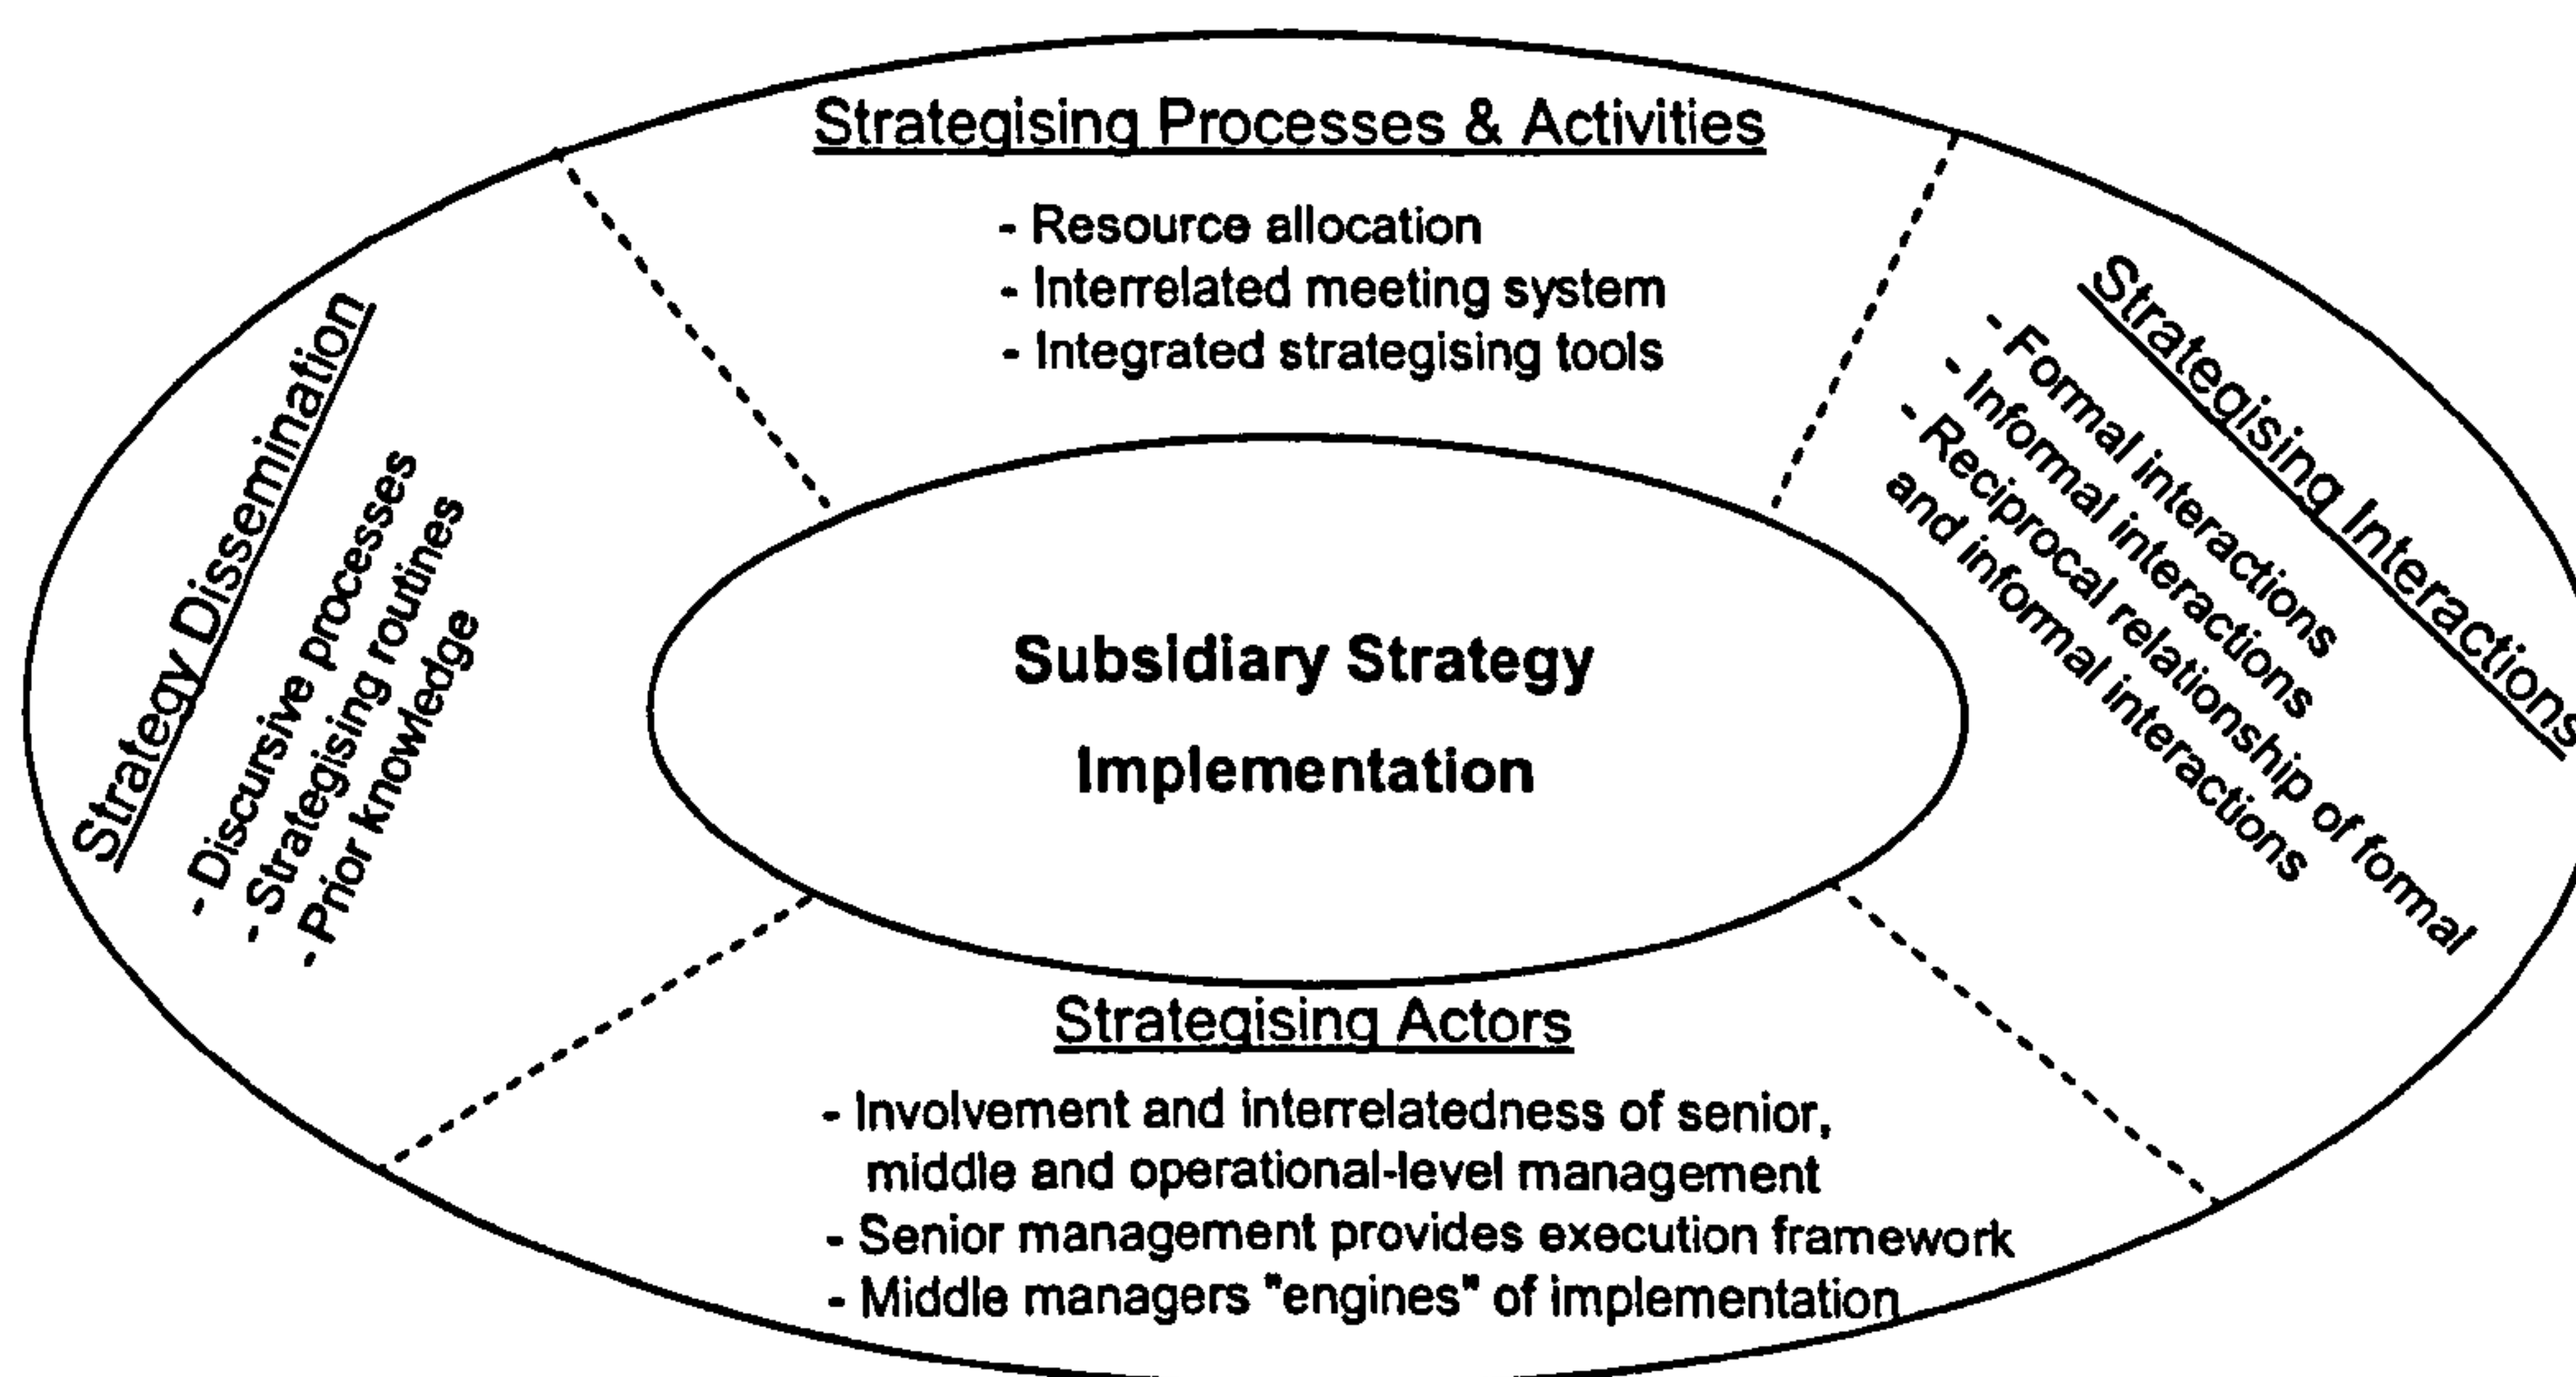 Strategising Processes & Activities
- Resource allocation
- Interrelated meeting system
- Integrated strategising tools
Strategising Interactions
- Formal interactions
- Informal interactions
- Reciprocal relationship of formal
and informal interactions
Strategy Dissemination
- Discursive processes
- Strategising routines
- Prior knowledge
Subsidiary Strategy
Implementation
Strategising Actors
- Involvement and interrelatedness of senior,
middle and operational-level management
- Senior management provides execution framework
- Middle managers "engines" of implementation